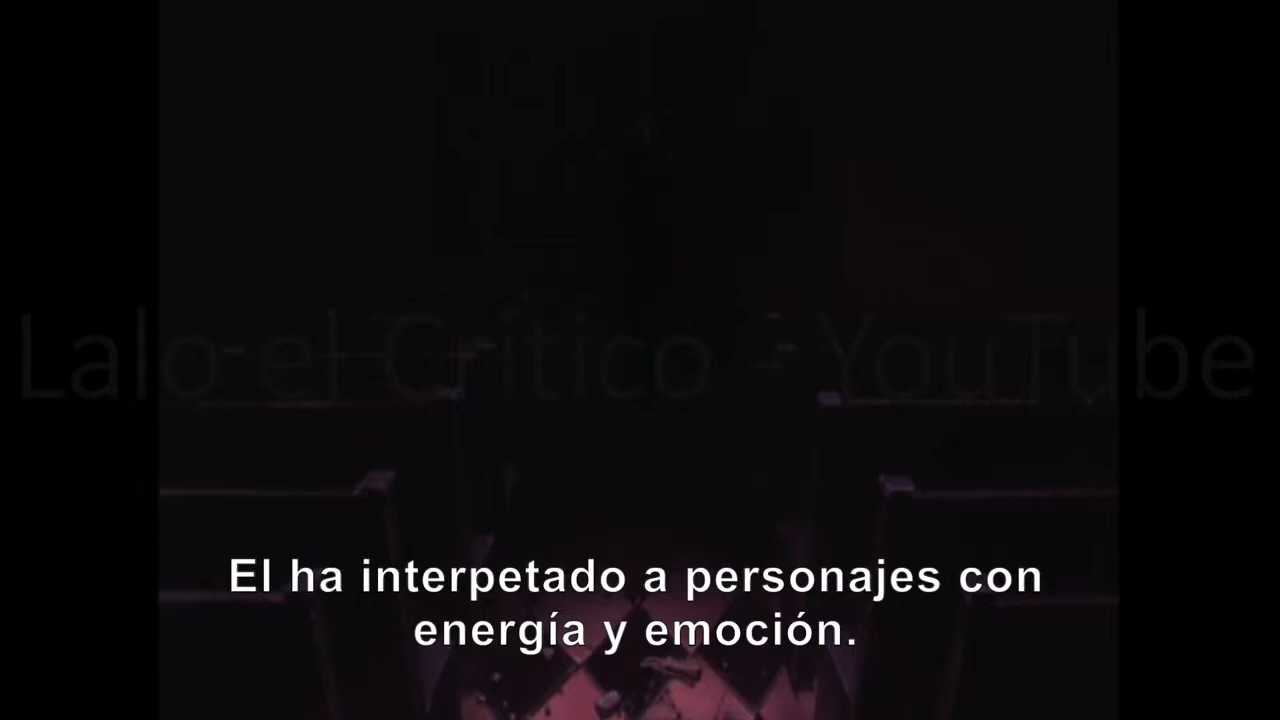 Lalo el Crítico - YouTube
El ha interpetado a personajes con
energía y emoción.